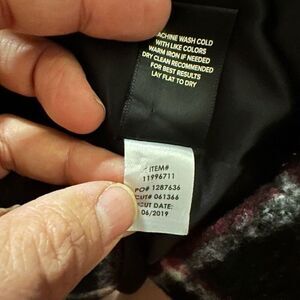 MACHINE WASH COLD
WITH LIKE COLORS
WARM IRON IF NEEDED
DRY CLEAN RECOMMENDED
FOR BEST RESULTS
LAY FLAT TO DRY
ITEM#
11996711
PO# 1287636
CUT# 061366
CUT DATE:
06/2019